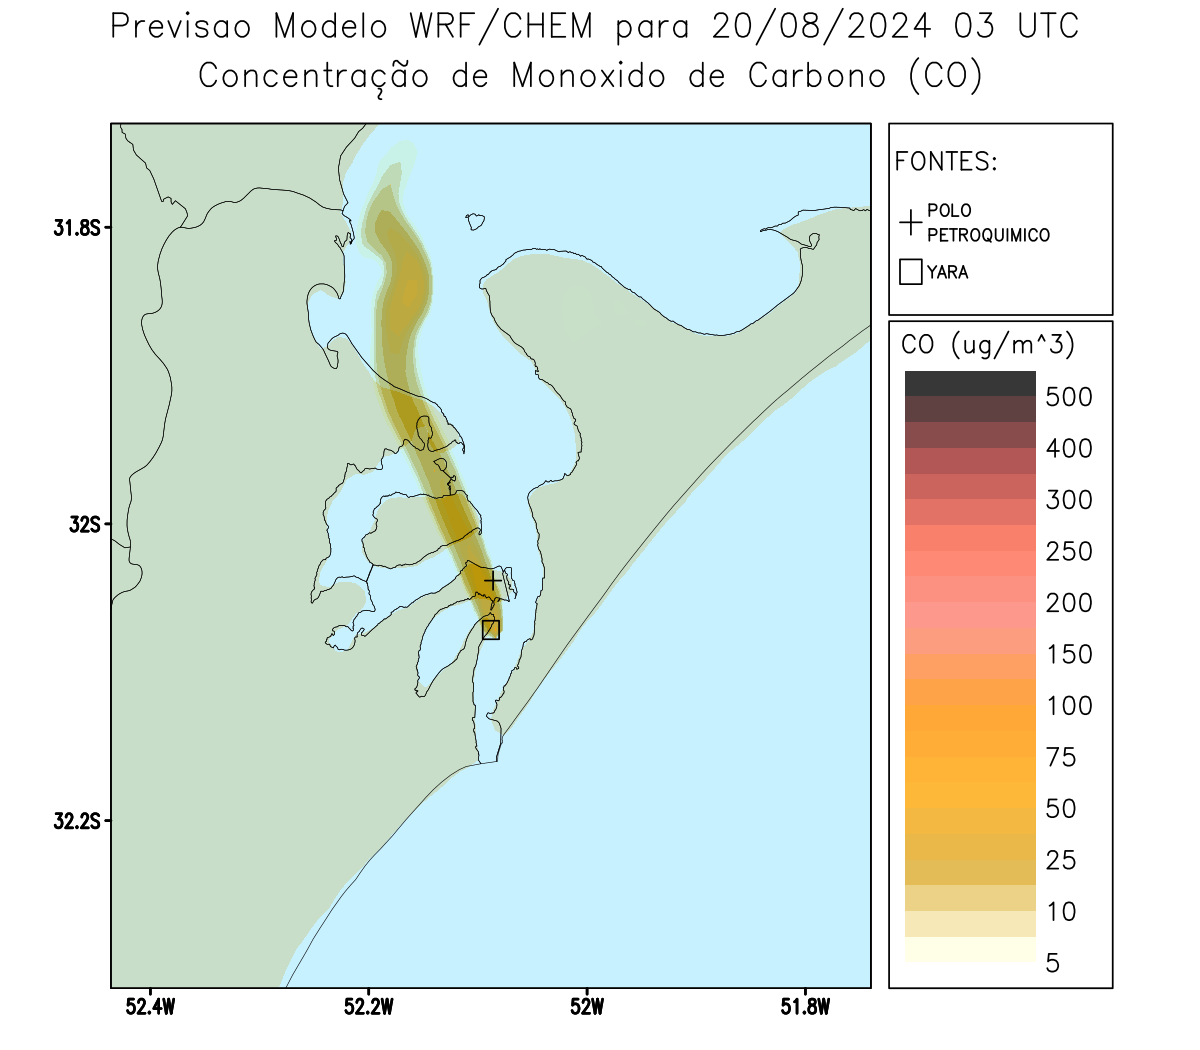 Previsao Modelo WRF/CHEM para 20/08/2024 03 UTC
Concentração de Monoxido de Carbono (CO)
FONTES:
POLO
PETROQUIMICO
YARA
CO (ug/m^3)
500
400
300
250
200
150
100
75
50
25
10
5
31.8S
32S
32.2S
52.4W
52.2W
52W
51.8W